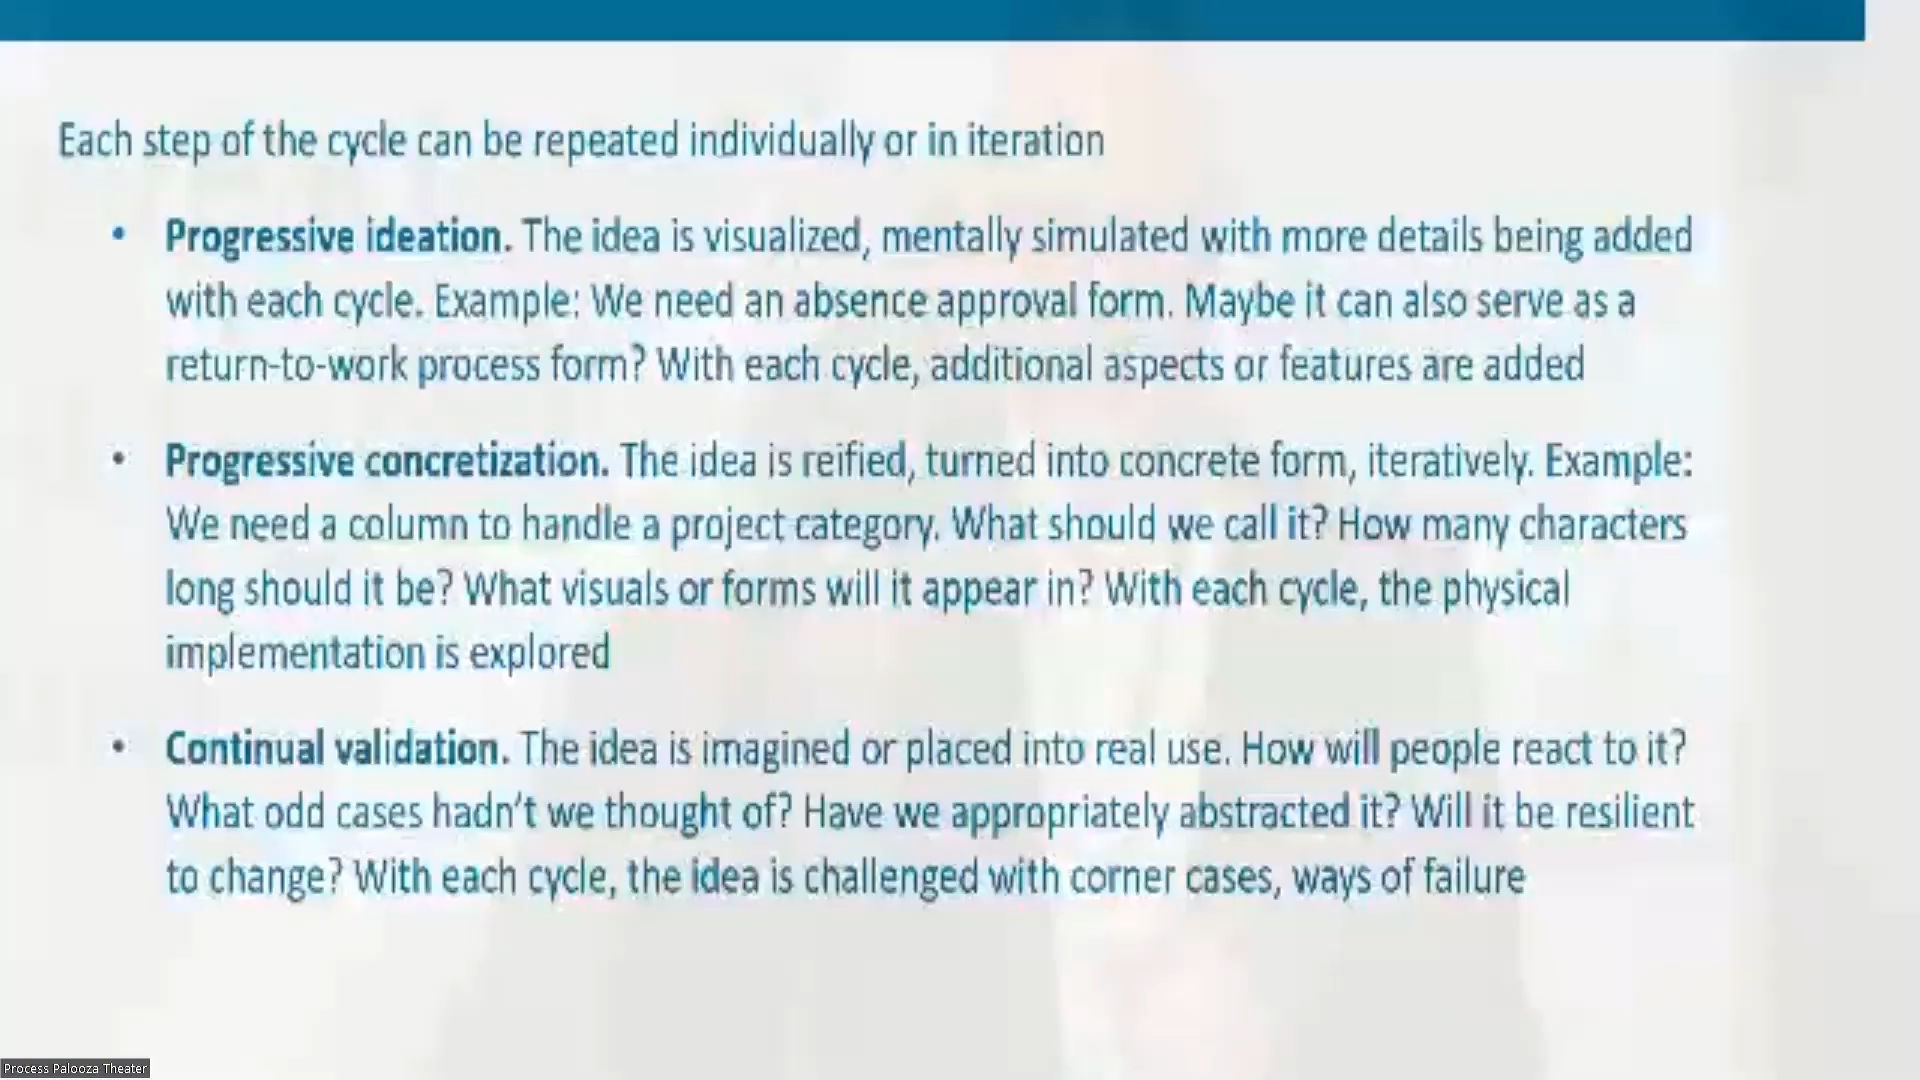 Each step of the cycle can be repeated individually or in iteration
• Progressive ideation. The idea is visualized, mentally simulated with more details being added
with each cycle. Example: We need an absence approval form. Maybe it can also serve as a
return-to-work process form? With each cycle, additional aspects or features are added
• Progressive concretization. The idea is reified, turned into concrete form, iteratively. Example:
We need a column to handle a project category. What should we call it? How many characters
long should it be? What visuals or forms will it appear in? With each cycle, the physical
implementation is explored
• Continual validation. The idea is imagined or placed into real use. How will people react to it?
What odd cases hadn't we thought of? Have we appropriately abstracted it? Will it be resilient
to change? With each cycle, the idea is challenged with corner cases, ways of failure
Process Palooza Theater